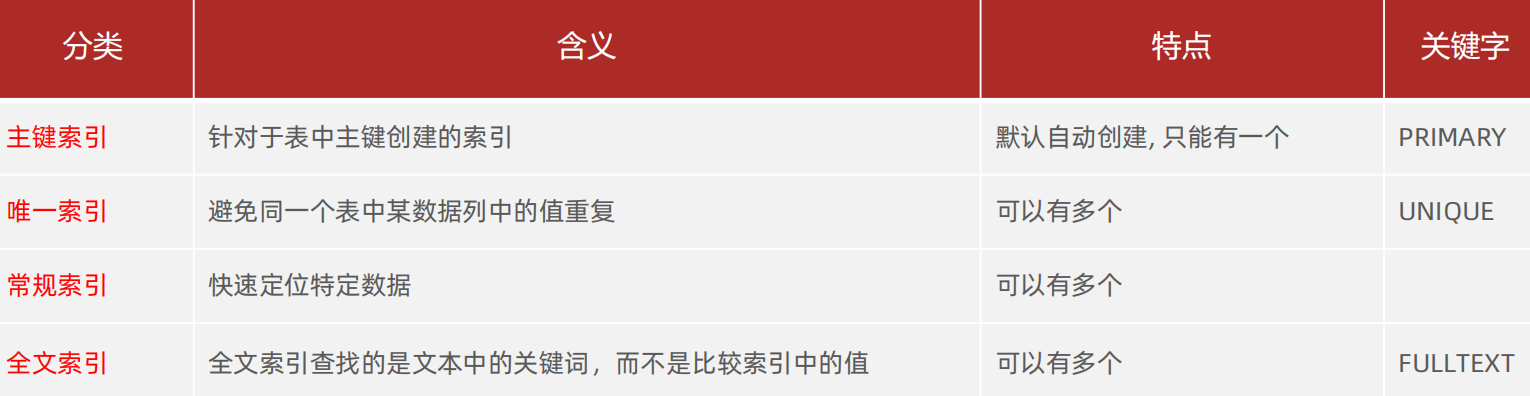 分类 含义 特点 关键字
主键索引 针对于表中主键创建的索引 默认自动创建, 只能有一个 PRIMARY
唯一索引 避免同一个表中某数据列中的值重复 可以有多个 UNIQUE
常规索引 快速定位特定数据 可以有多个
全文索引 全文索引查找的是文本中的关键词，而不是比较索引中的值 可以有多个 FULLTEXT